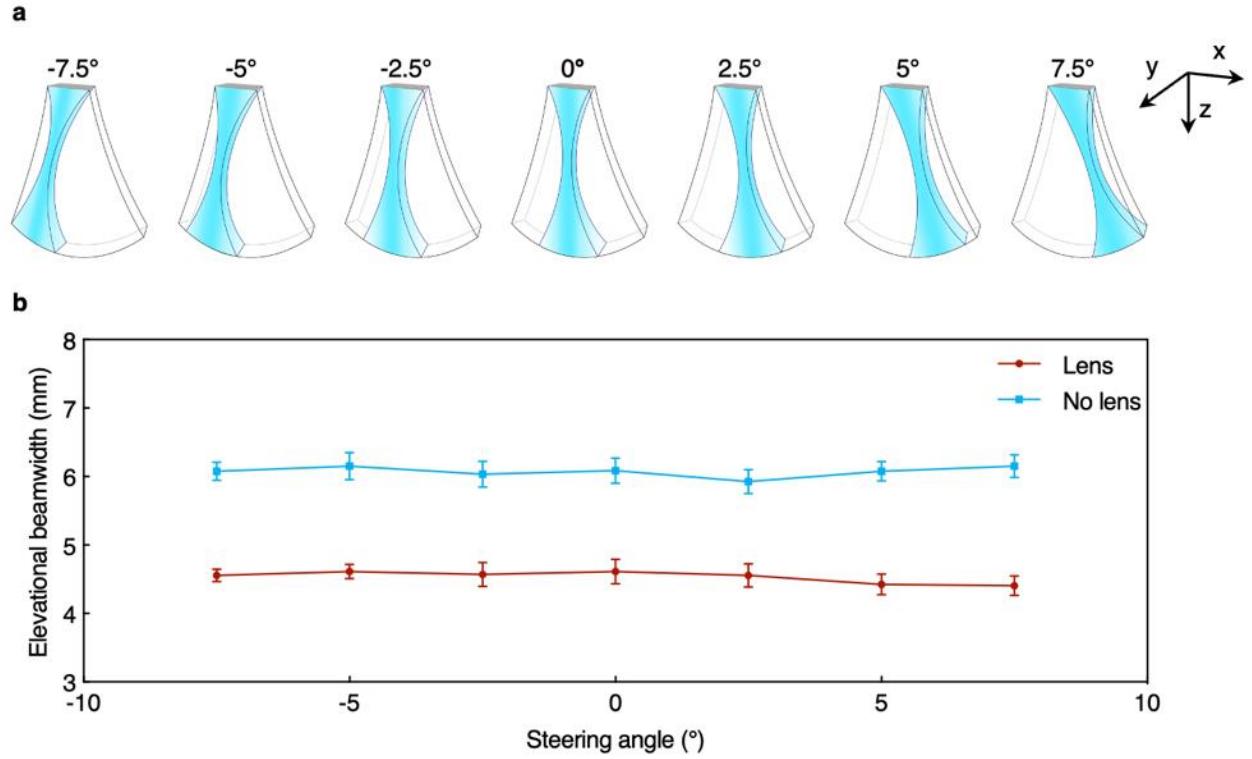 a
-7.5° -5° -2.5° 0° 2.5° 5° 7.5°
y x z
b
8
7
6
5
4
3
Elevational beamwidth (mm)
Lens
No lens
-10 -5 0 5 10
Steering angle (°)